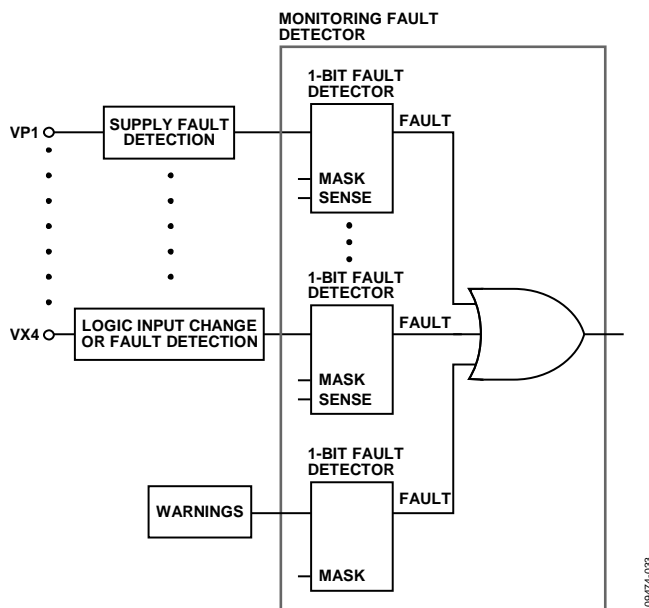 MONITORING FAULT
DETECTOR
1-BIT FAULT
DETECTOR
FAULT
VP1
SUPPLY FAULT
DETECTION
MASK
SENSE
1-BIT FAULT
DETECTOR
FAULT
VX4
LOGIC INPUT CHANGE
OR FAULT DETECTION
MASK
SENSE
1-BIT FAULT
DETECTOR
FAULT
WARNINGS
MASK
09474-033